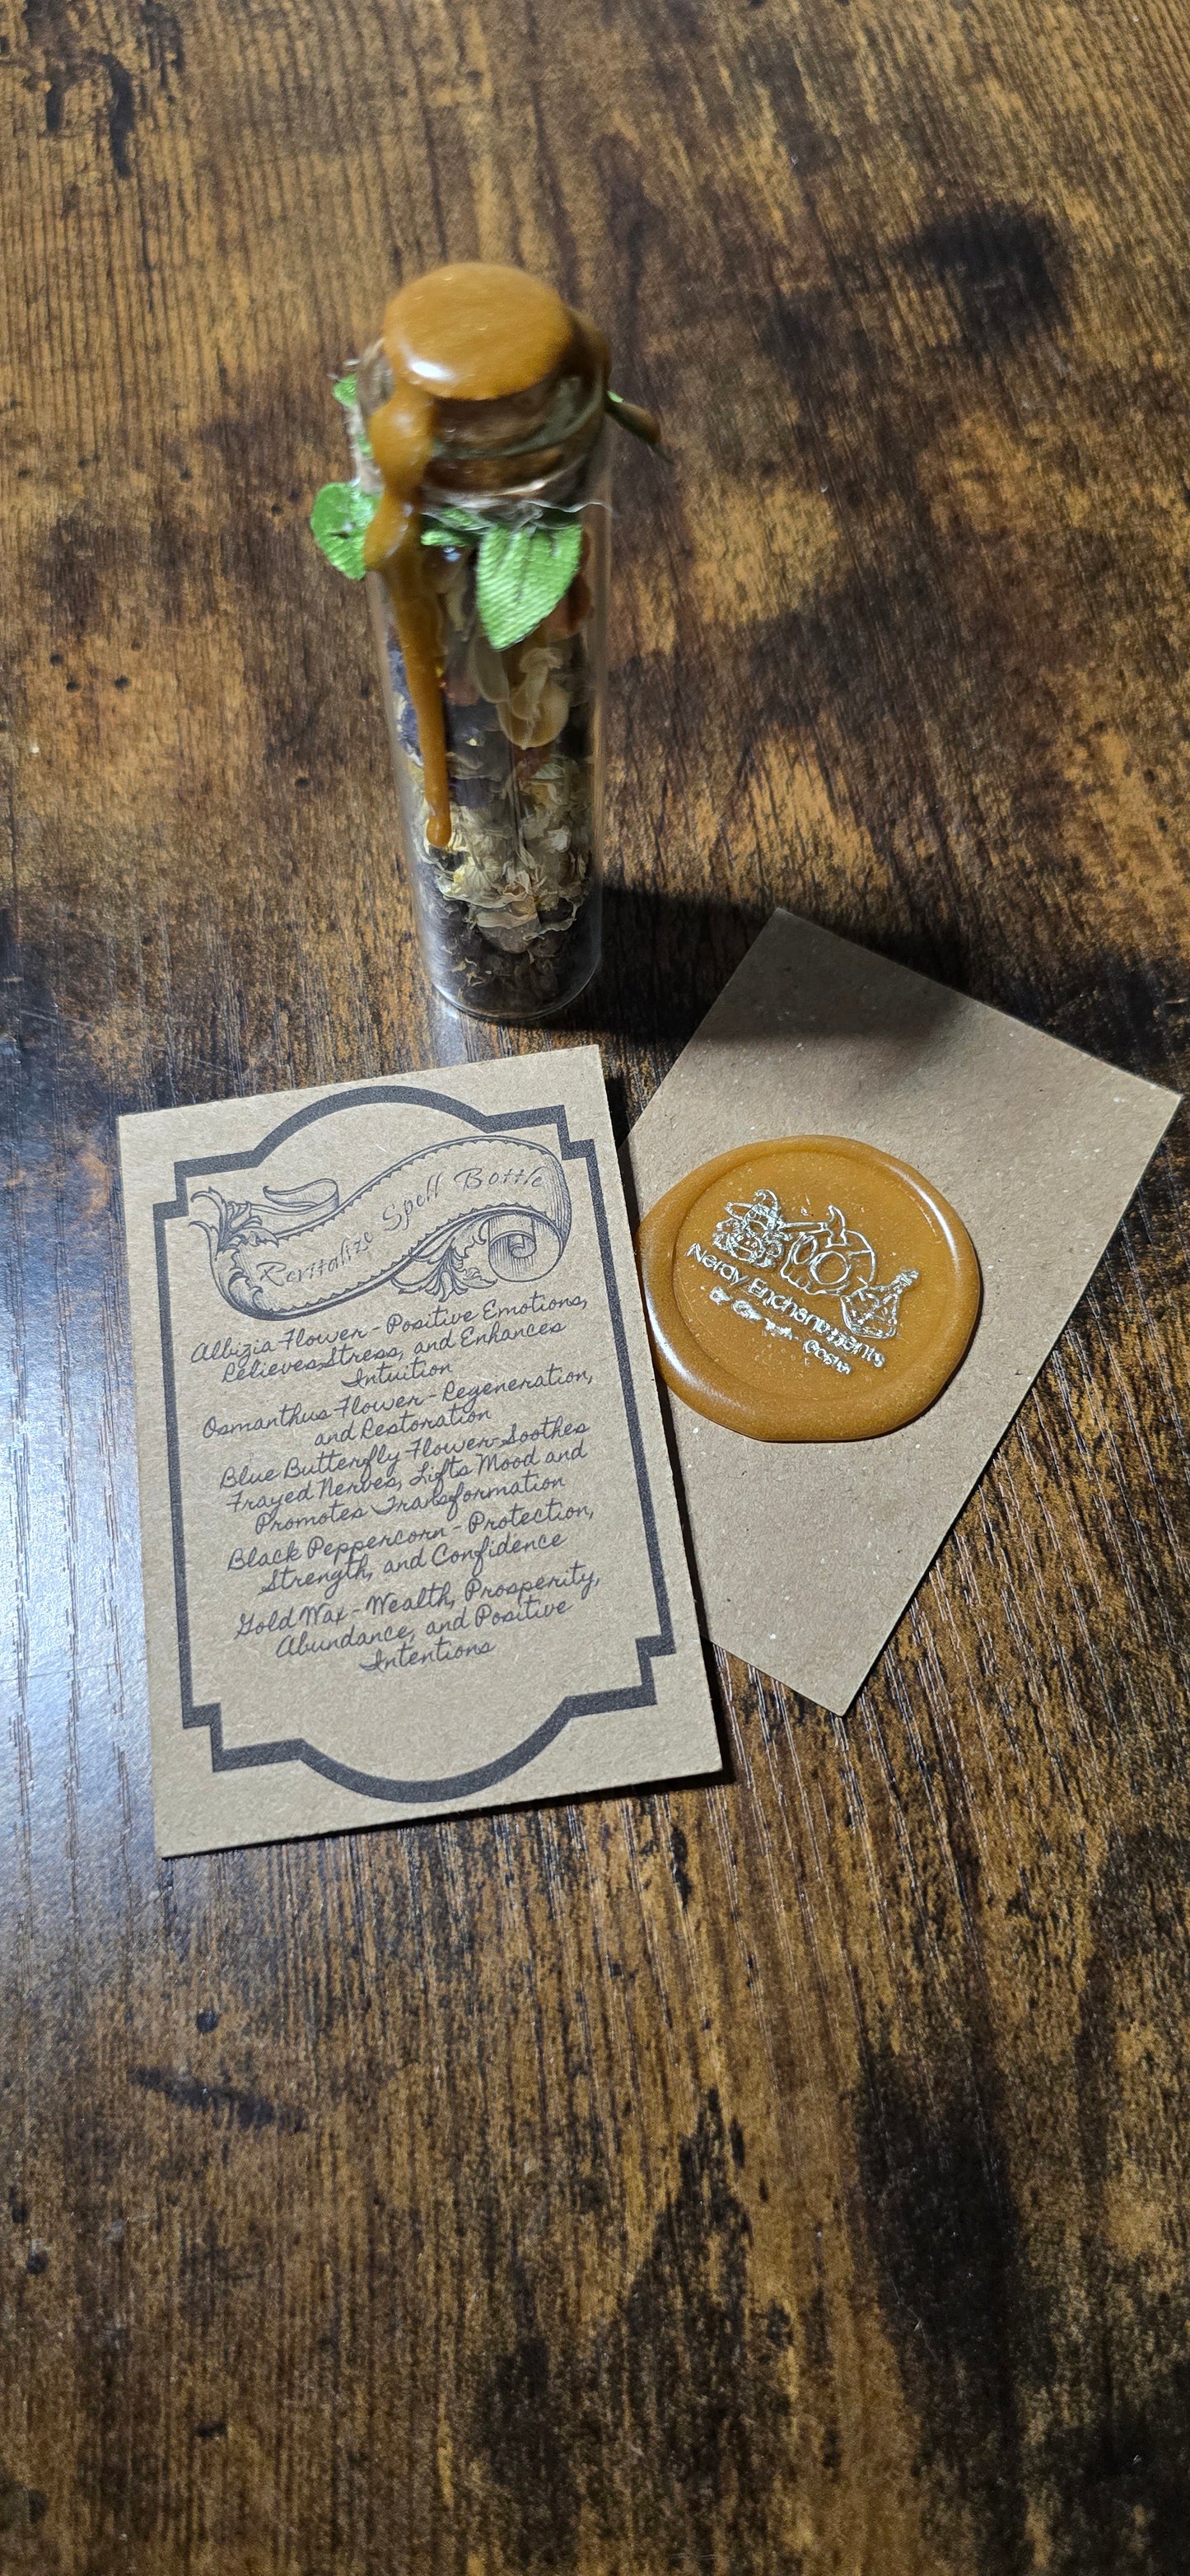 Revitalize Spell Bottle
Albizia Flower - Positive Emotions,
Relieves Stress, and Enhances
Intuition
Osmanthus Flower - Regeneration,
and Restoration
Blue Butterfly Flower-Soothes
Frayed Nerves, Lifts Mood and
Promotes Transformation
Black Peppercorn - Protection,
Strength, and Confidence
Gold Wax - Wealth, Prosperity,
Abundance, and Positive
Intentions
Nerdy Enchantments